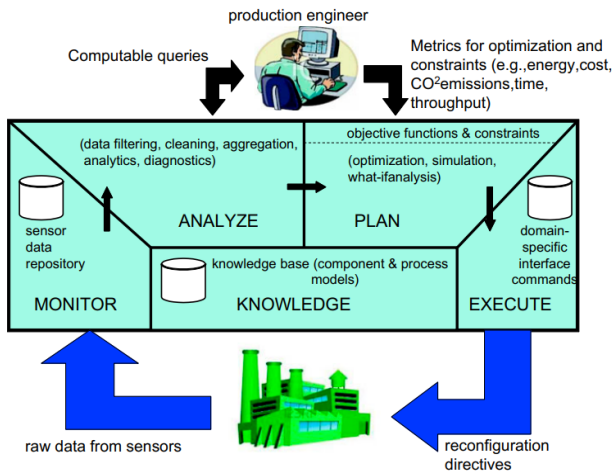 production engineer
Computable queries
Metrics for optimization and
constraints (e.g.,energy,cost,
CO²emissions,time,
throughput)
(data filtering, cleaning, aggregation,
analytics, diagnostics)
objective functions & constraints
(optimization, simulation,
what-ifanalysis)
ANALYZE
PLAN
sensor
data
repository
domain-
specific
interface
commands
knowledge base (component & process
models)
MONITOR
KNOWLEDGE
EXECUTE
raw data from sensors
reconfiguration
directives